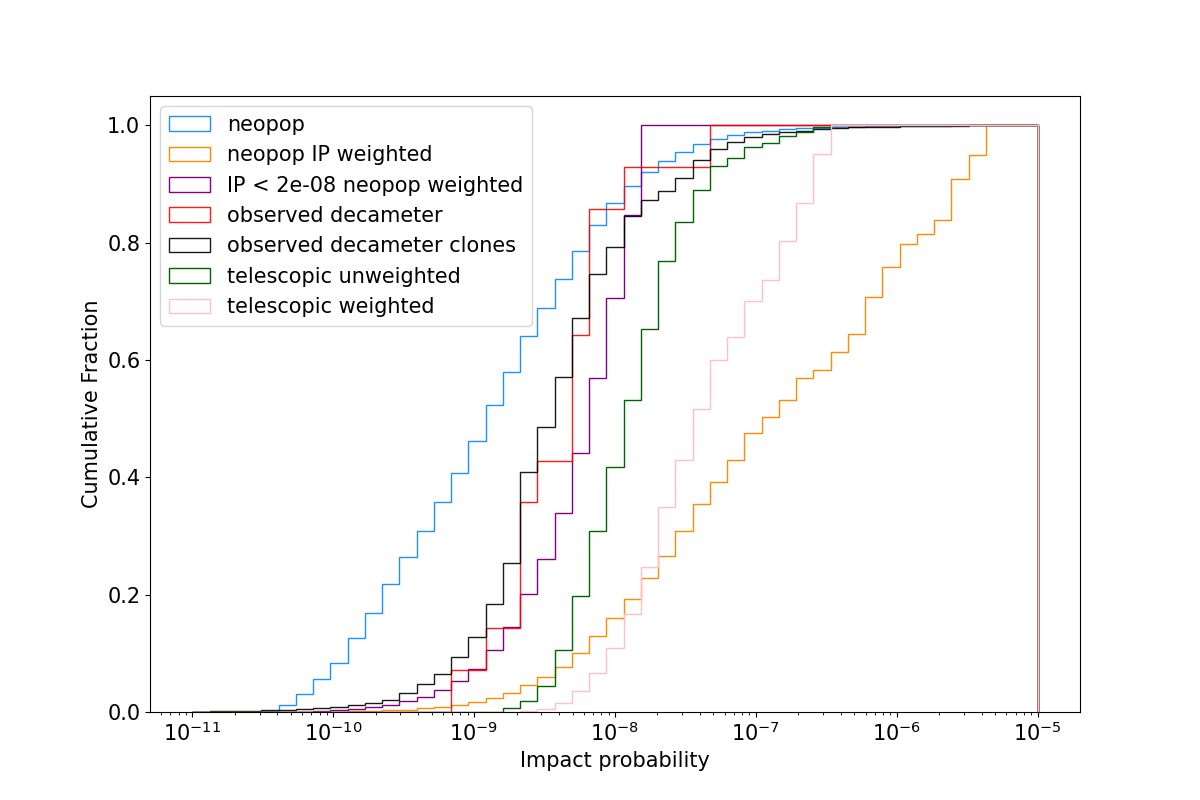 neopop
neopop IP weighted
IP < 2e-08 neopop weighted
observed decameter
observed decameter clones
telescopic unweighted
telescopic weighted
1.0
0.8
0.6
0.4
0.2
0.0
Cumulative Fraction
10⁻¹¹ 10⁻¹⁰ 10⁻⁹ 10⁻⁸ 10⁻⁷ 10⁻⁶ 10⁻⁵
Impact probability